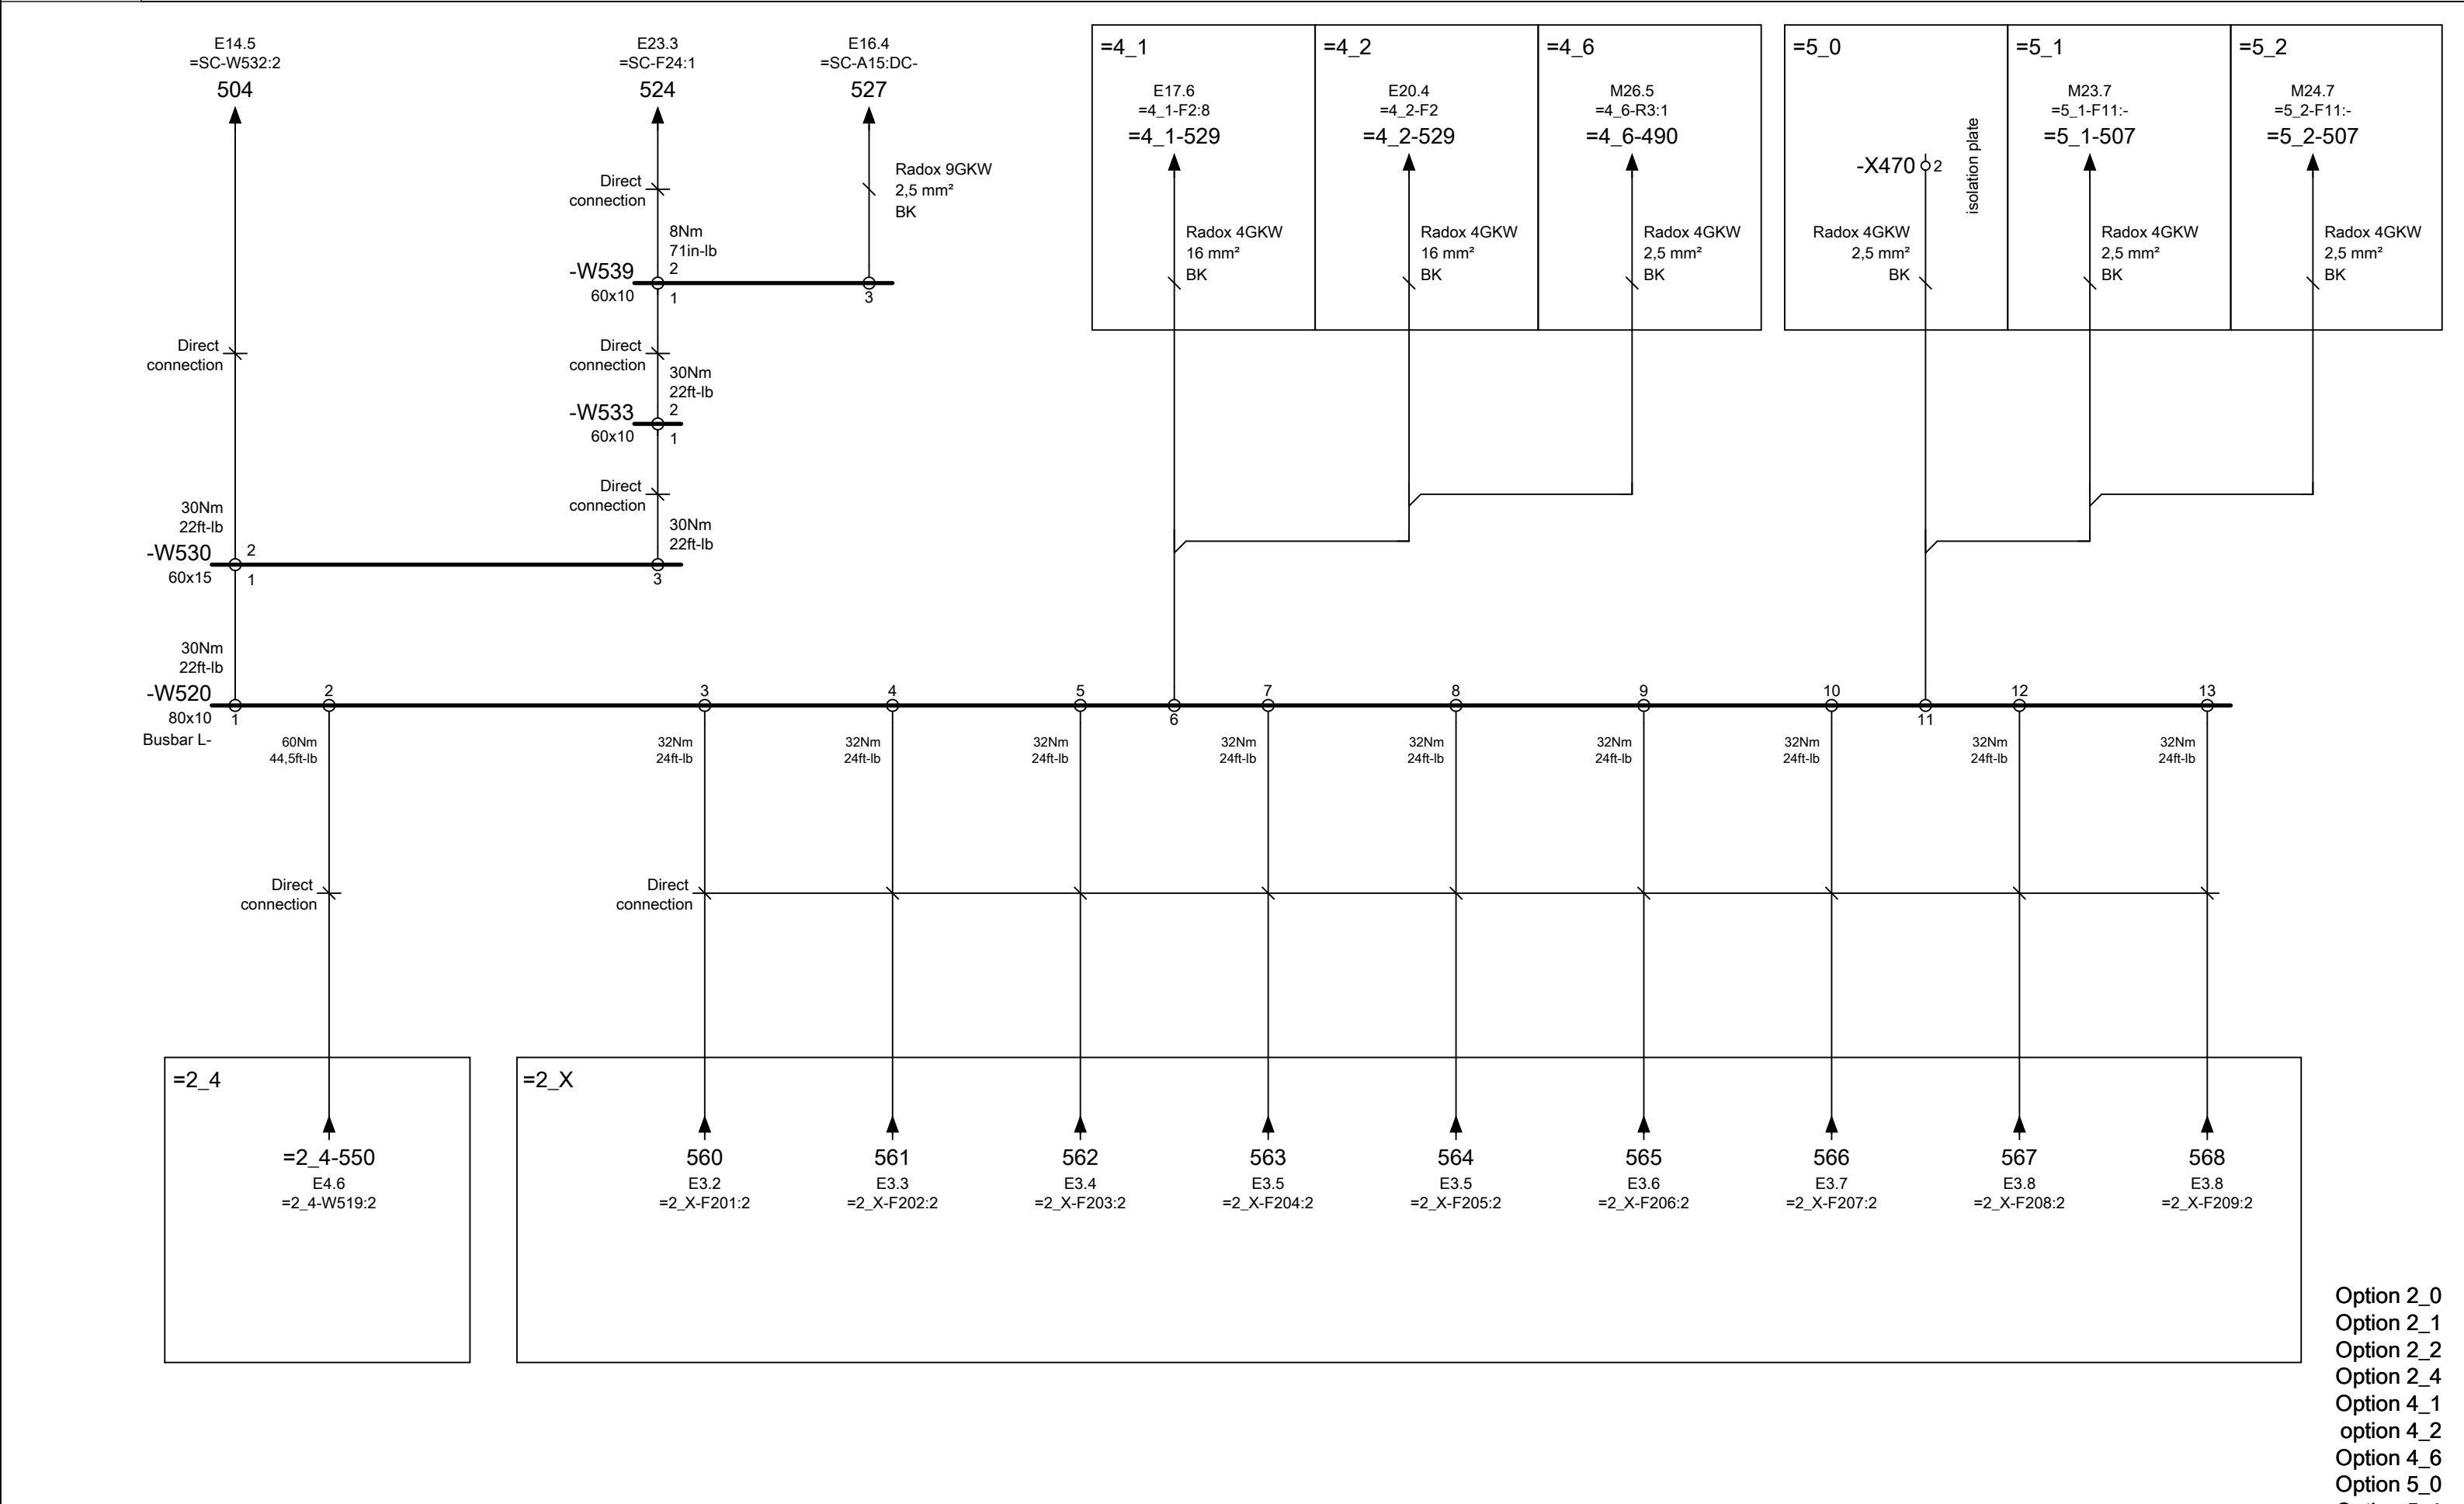 E14.5
=SC-W532:2
504
E23.3
=SC-F24:1
524
E16.4
=SC-A15:DC-
527
Direct
connection
Radox 9GKW
2,5 mm²
BK
8Nm
71in-lb
-W539
2
60x10
1
3
Direct
connection
Direct
connection
30Nm
22ft-lb
-W533
2
60x10
1
Direct
connection
30Nm
22ft-lb
30Nm
22ft-lb
-W530
2
60x15
1
3
=4_1
E17.6
=4_1-F2:8
=4_1-529
Radox 4GKW
16 mm²
BK
=4_2
E20.4
=4_2-F2
=4_2-529
Radox 4GKW
16 mm²
BK
=4_6
M26.5
=4_6-R3:1
=4_6-490
Radox 4GKW
2,5 mm²
BK
=5_0
-X470
2
isolation plate
Radox 4GKW
2,5 mm²
BK
=5_1
M23.7
=5_1-F11:-
=5_1-507
Radox 4GKW
2,5 mm²
BK
=5_2
M24.7
=5_2-F11:-
=5_2-507
Radox 4GKW
2,5 mm²
BK
30Nm
22ft-lb
-W520
80x10
Busbar L-
1
2
3
4
5
6
7
8
9
10
11
12
13
60Nm
44,5ft-lb
32Nm
24ft-lb
32Nm
24ft-lb
32Nm
24ft-lb
32Nm
24ft-lb
32Nm
24ft-lb
32Nm
24ft-lb
32Nm
24ft-lb
32Nm
24ft-lb
32Nm
24ft-lb
Direct
connection
Direct
connection
=2_4
=2_4-550
E4.6
=2_4-W519:2
=2_X
560
E3.2
=2_X-F201:2
561
E3.3
=2_X-F202:2
562
E3.4
=2_X-F203:2
563
E3.5
=2_X-F204:2
564
E3.5
=2_X-F205:2
565
E3.6
=2_X-F206:2
566
E3.7
=2_X-F207:2
567
E3.8
=2_X-F208:2
568
E3.8
=2_X-F209:2
Option 2_0
Option 2_1
Option 2_2
Option 2_4
Option 4_1
option 4_2
Option 4_6
Option 5_0